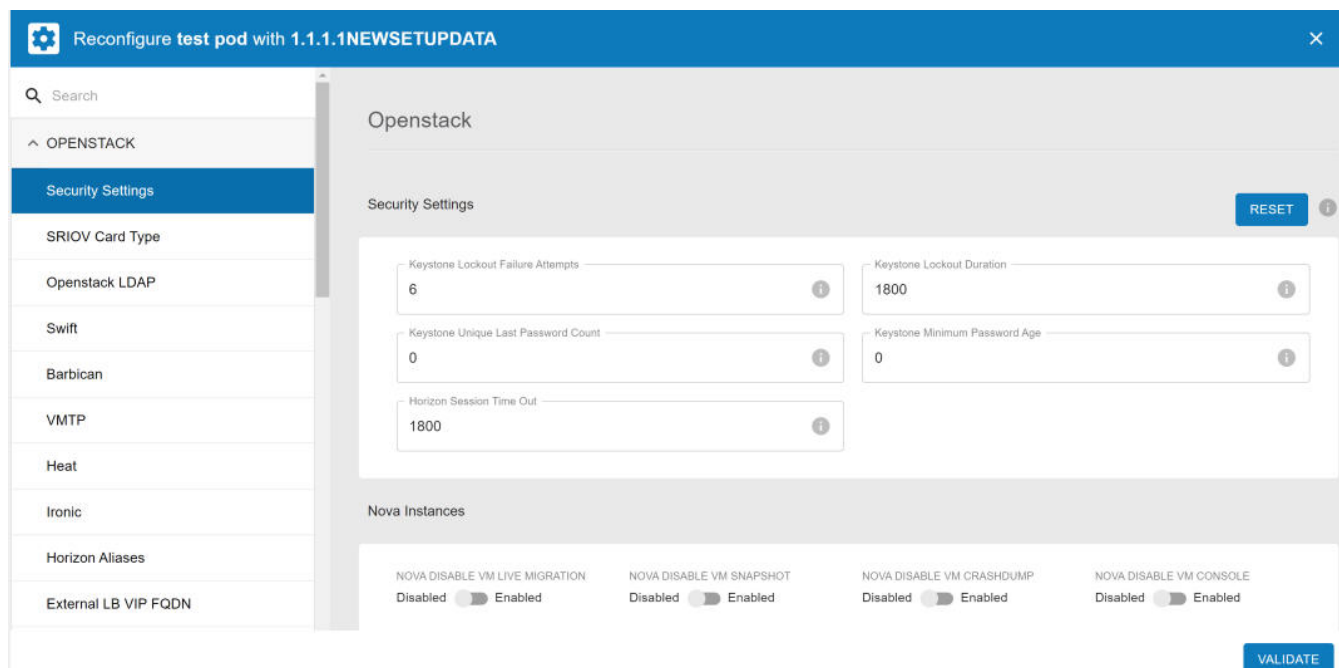 Reconfigure test pod with 1.1.1.1NEWSETUPDATA
Search
OPENSTACK
Security Settings
SRIOV Card Type
Openstack LDAP
Swift
Barbican
VMTP
Heat
Ironic
Horizon Aliases
External LB VIP FQDN
Openstack
Security Settings
RESET
Keystone Lockout Failure Attempts
6
Keystone Lockout Duration
1800
Keystone Unique Last Password Count
0
Keystone Minimum Password Age
0
Horizon Session Time Out
1800
Nova Instances
NOVA DISABLE VM LIVE MIGRATION
Disabled Enabled
NOVA DISABLE VM SNAPSHOT
Disabled Enabled
NOVA DISABLE VM CRASHDUMP
Disabled Enabled
NOVA DISABLE VM CONSOLE
Disabled Enabled
VALIDATE